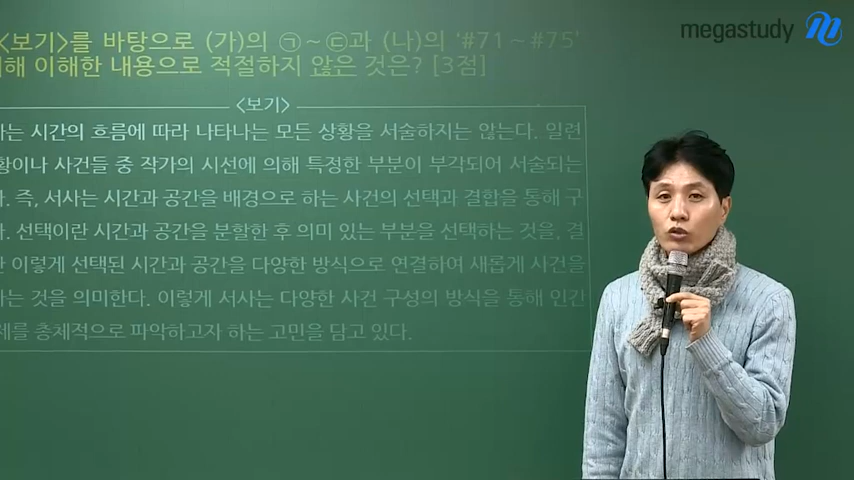 megastudy
<보기>를 바탕으로 (가)의 ㉠~㉢과 (나)의 '#71~#75'
해 이해한 내용으로 적절하지 않은 것은? [3점]
<보기>
는 시간의 흐름에 따라 나타나는 모든 상황을 서술하지는 않는다. 일련
황이나 사건들 중 작가의 시선에 의해 특정한 부분이 부각되어 서술되는
. 즉, 서사는 시간과 공간을 배경으로 하는 사건의 선택과 결합을 통해 구
. 선택이란 시간과 공간을 분할한 후 의미 있는 부분을 선택하는 것을, 결
이렇게 선택된 시간과 공간을 다양한 방식으로 연결하여 새롭게 사건을
하는 것을 의미한다. 이렇게 서사는 다양한 사건 구성의 방식을 통해 인간
제를 총체적으로 파악하고자 하는 고민을 담고 있다.